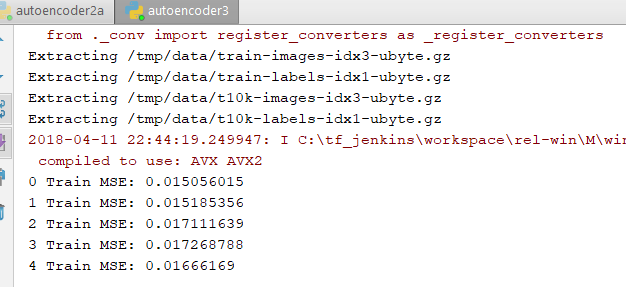 autoencoder2a autoencoder3
from ._conv import register_converters as _register_converters
Extracting /tmp/data/train-images-idx3-ubyte.gz
Extracting /tmp/data/train-labels-idx1-ubyte.gz
Extracting /tmp/data/t10k-images-idx3-ubyte.gz
Extracting /tmp/data/t10k-labels-idx1-ubyte.gz
2018-04-11 22:44:19.249947: I C:\tf_jenkins\workspace\rel-win\M\win
compiled to use: AVX AVX2
0 Train MSE: 0.015056015
1 Train MSE: 0.015185356
2 Train MSE: 0.017111639
3 Train MSE: 0.017268788
4 Train MSE: 0.01666169